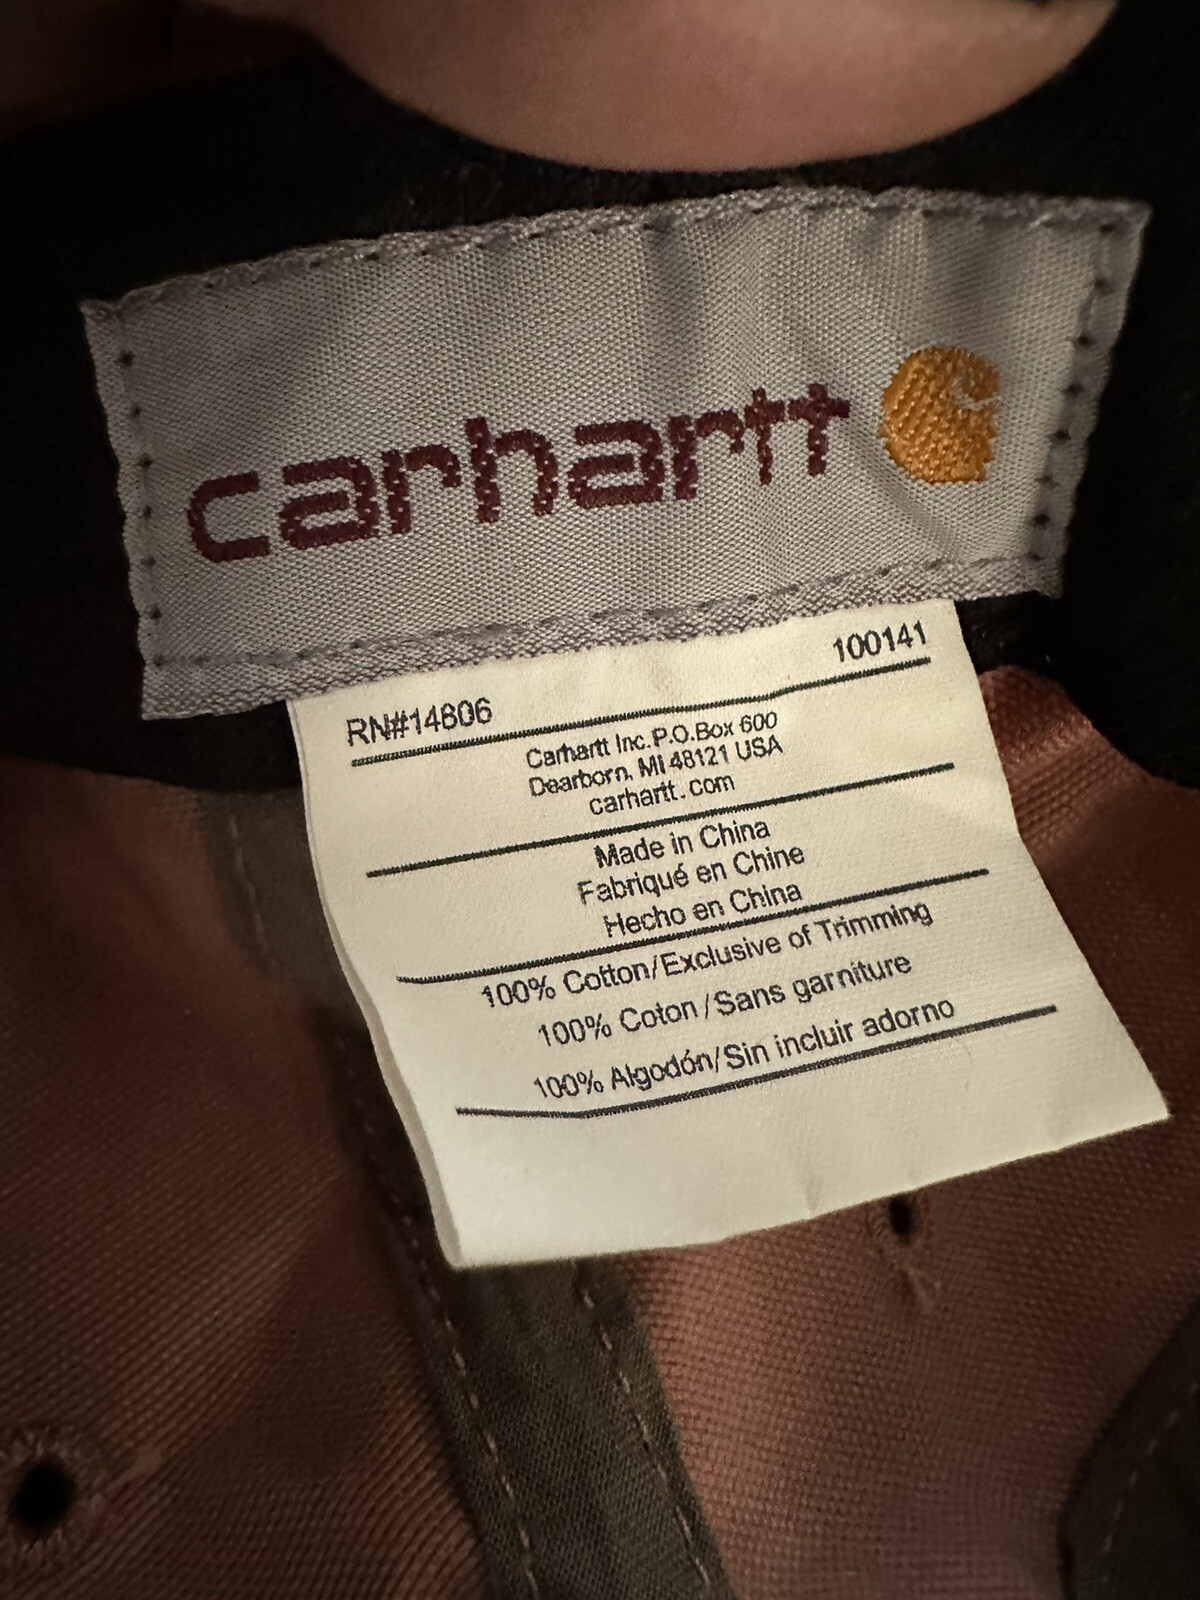 carhartt
100141
RN#14806
Carhartt Inc.P.O.Box 600
Dearborn, MI 48121 USA
carhartt.com
Made in China
Fabriqué en Chine
Hecho en China
100% Cotton/Exclusive of Trimming
100% Coton/Sans garniture
100% Algodón/Sin incluir adorno